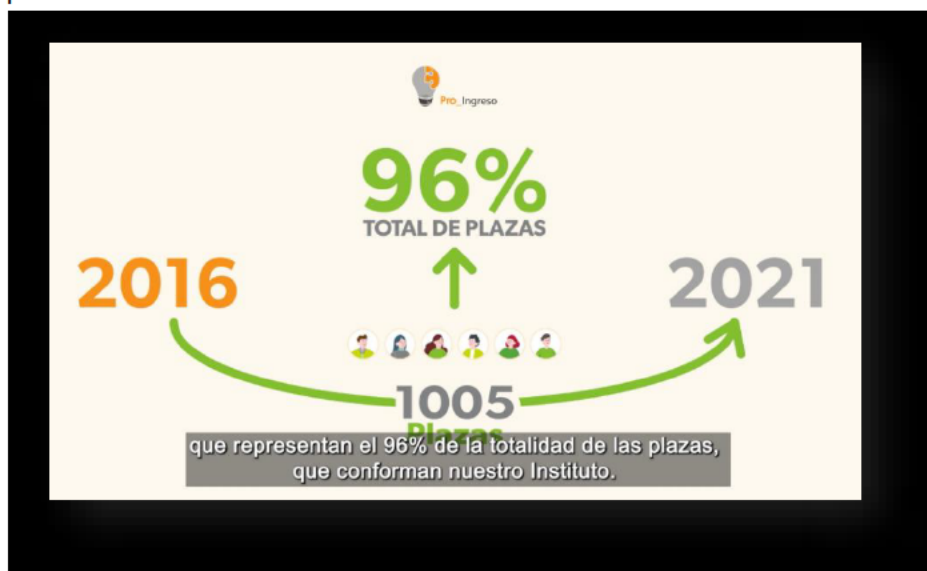 Pro_Ingreso
96%
TOTAL DE PLAZAS
2016
2021
1005
Plazas
que representan el 96% de la totalidad de las plazas,
que conforman nuestro Instituto.